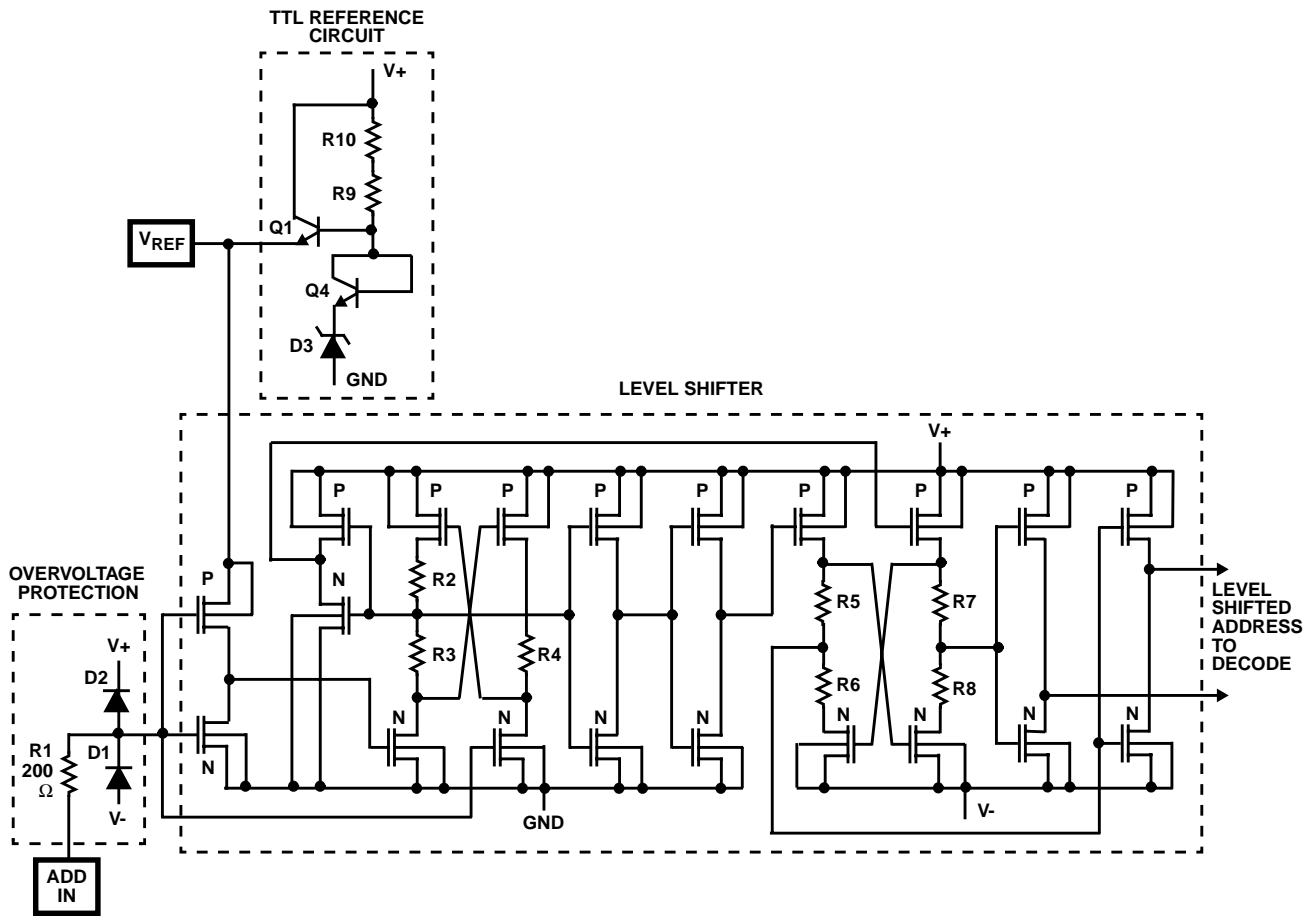 TTL REFERENCE
CIRCUIT
V+
R10
R9
Q1
VREF
Q4
D3
GND
LEVEL SHIFTER
V+
P
P
P
P
P
P
P
P
P
OVERVOLTAGE
PROTECTION
P
N
R2
R5
R7
LEVEL
SHIFTED
ADDRESS
TO
DECODE
V+
R3
R4
D2
R6
R8
N
N
N
N
N
N
N
N
R1
200
Ω
D1
N
V-
GND
V-
ADD
IN